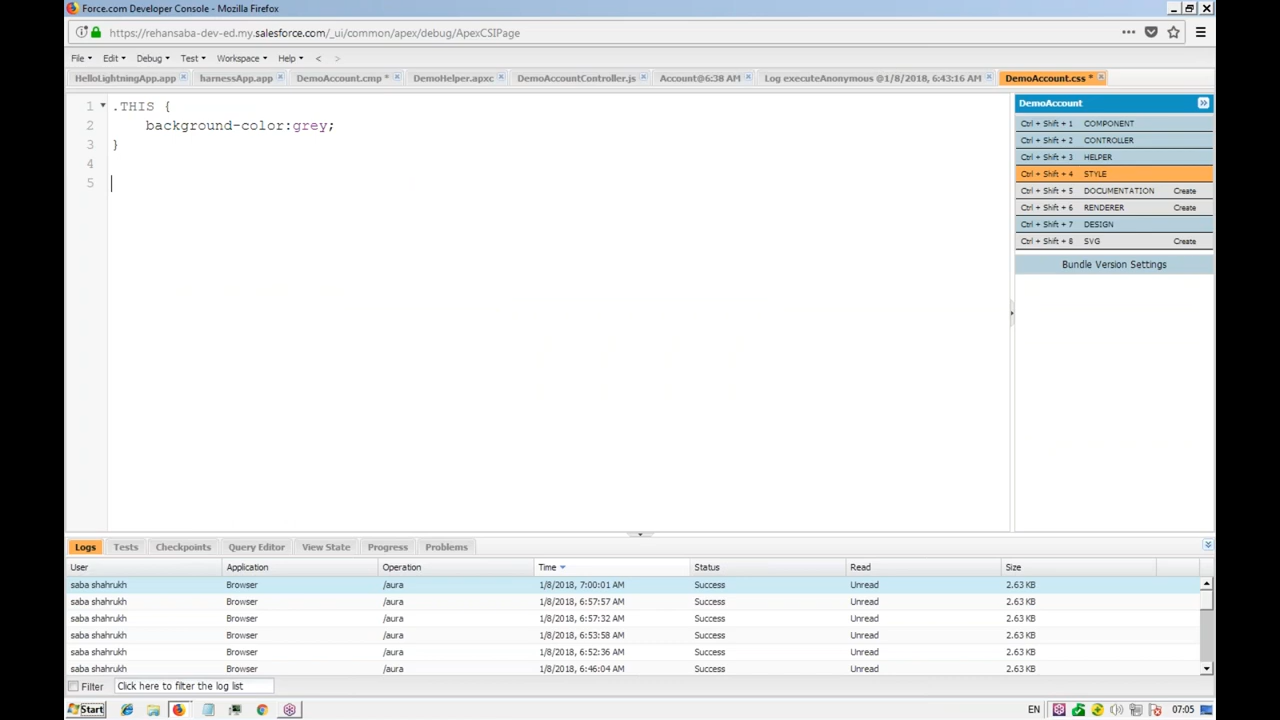 Force.com Developer Console - Mozilla Firefox
https://rehansaba-dev-ed.my.salesforce.com/_ui/common/apex/debug/ApexCSIPage
File Edit Debug Test Workspace Help < >
HelloLightningApp.app harnessApp.app DemoAccount.cmp * DemoHelper.apxc DemoAccountController.js Account@6:38 AM Log executeAnonymous @1/8/2018, 6:43:16 AM DemoAccount.css *
1 .THIS {
2 background-color:grey;
3 }
4
5
DemoAccount
Ctrl + Shift + 1 COMPONENT
Ctrl + Shift + 2 CONTROLLER
Ctrl + Shift + 3 HELPER
Ctrl + Shift + 4 STYLE
Ctrl + Shift + 5 DOCUMENTATION Create
Ctrl + Shift + 6 RENDERER Create
Ctrl + Shift + 7 DESIGN
Ctrl + Shift + 8 SVG Create
Bundle Version Settings
Logs Tests Checkpoints Query Editor View State Progress Problems
User Application Operation Time Status Read Size
saba shahrukh Browser /aura 1/8/2018, 7:00:01 AM Success Unread 2.63 KB
saba shahrukh Browser /aura 1/8/2018, 6:57:57 AM Success Unread 2.63 KB
saba shahrukh Browser /aura 1/8/2018, 6:57:32 AM Success Unread 2.63 KB
saba shahrukh Browser /aura 1/8/2018, 6:53:58 AM Success Unread 2.63 KB
saba shahrukh Browser /aura 1/8/2018, 6:52:36 AM Success Unread 2.63 KB
saba shahrukh Browser /aura 1/8/2018, 6:46:04 AM Success Unread 2.63 KB
Filter Click here to filter the log list
Start EN 07:05